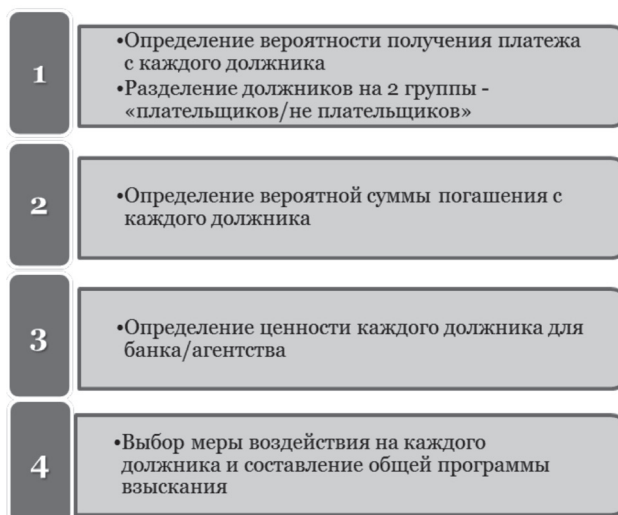 1
•Определение вероятности получения платежа
с каждого должника
•Разделение должников на 2 группы -
«плательщиков/не плательщиков»
2
•Определение вероятной суммы погашения с
каждого должника
3
•Определение ценности каждого должника для
банка/агентства
4
•Выбор меры воздействия на каждого
должника и составление общей программы
взыскания